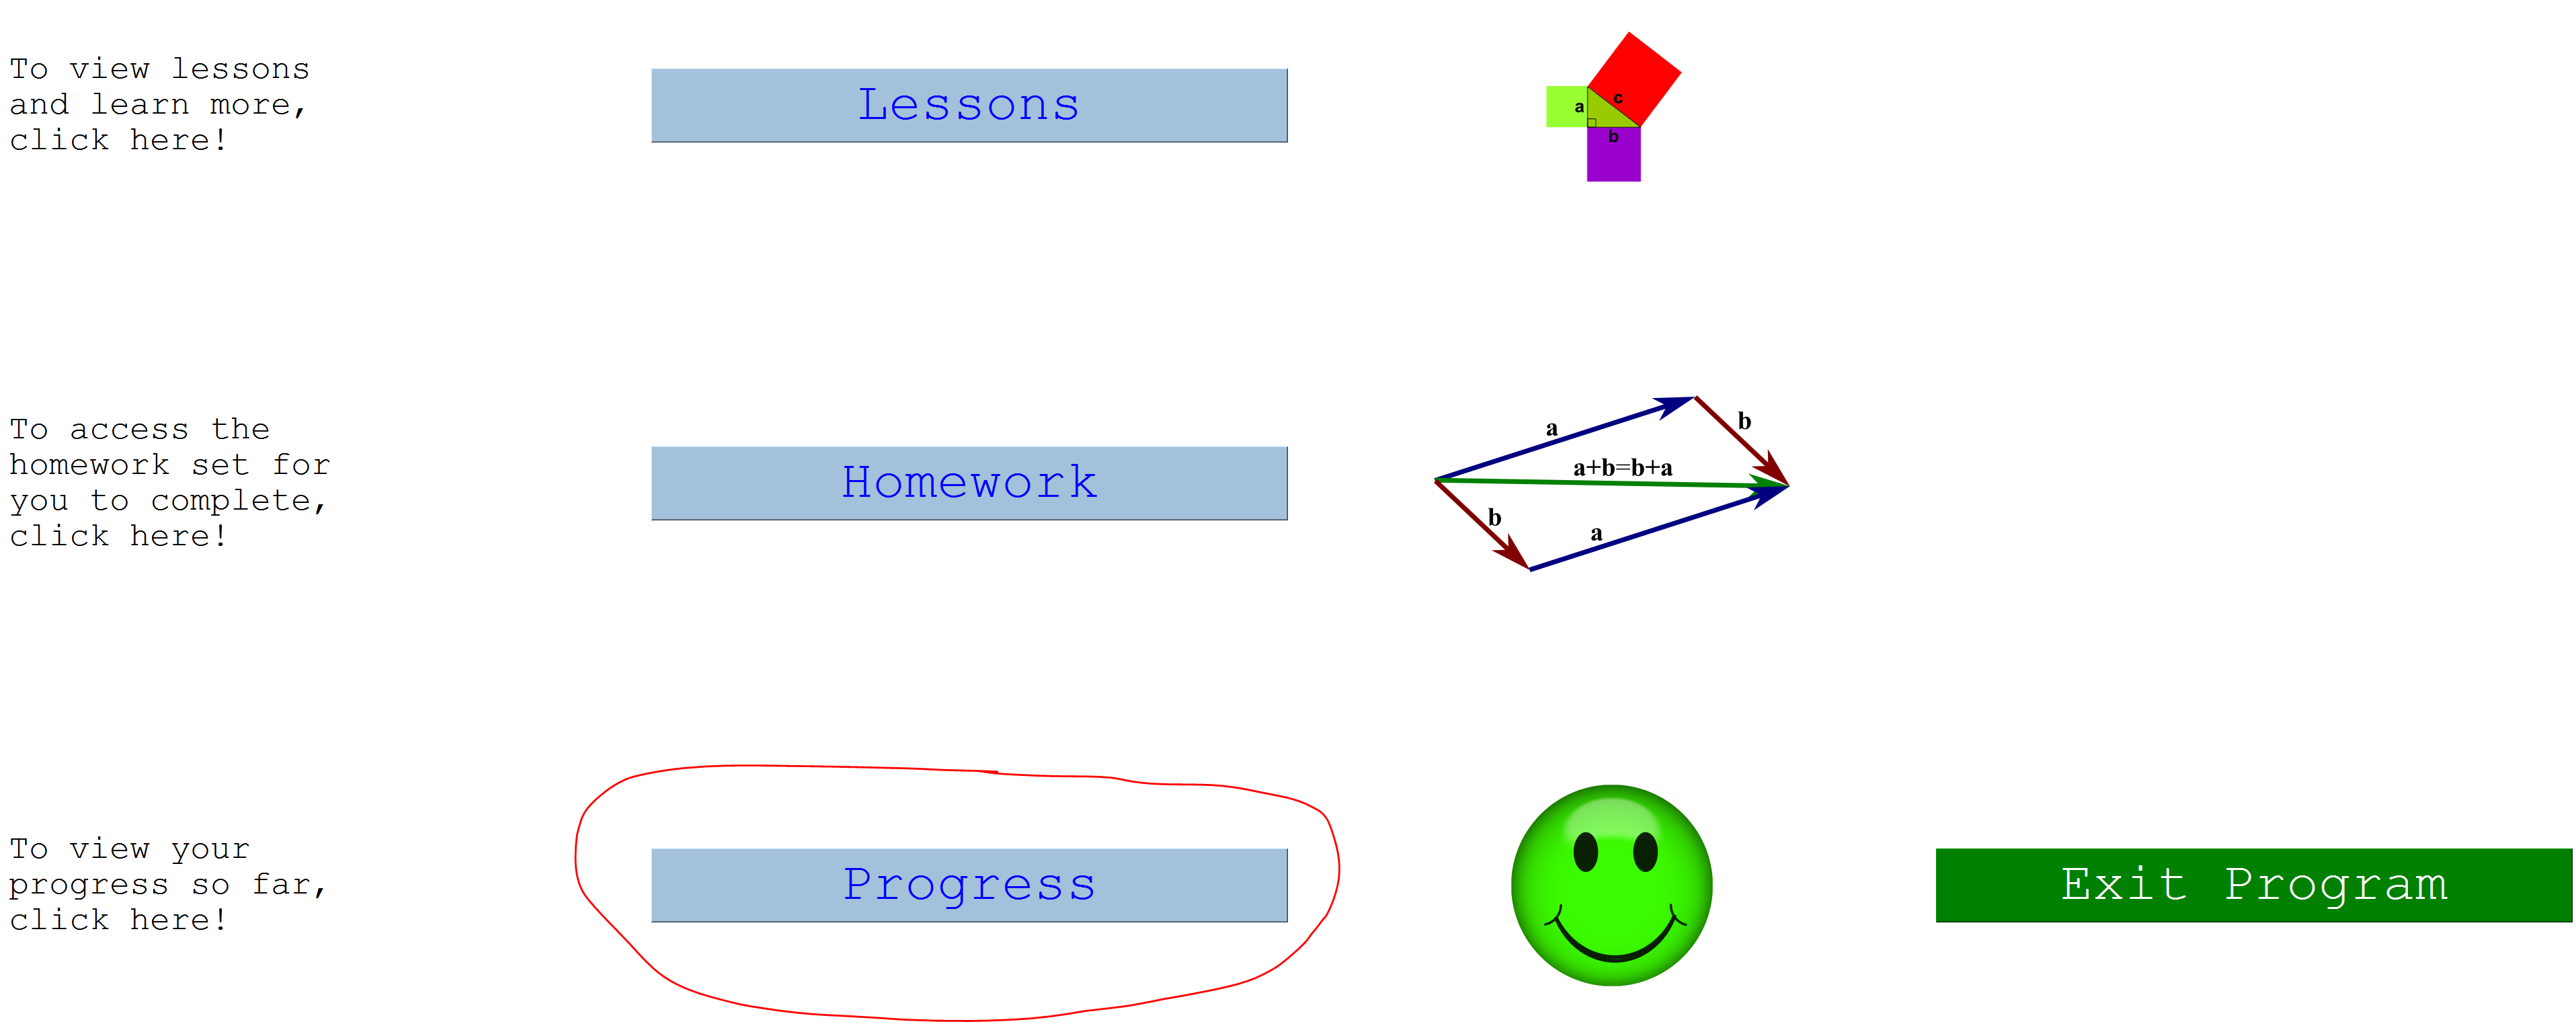 To view lessons
and learn more,
click here!
Lessons
a
c
b
To access the
homework set for
you to complete,
click here!
Homework
a
b
a+b=b+a
b
a
To view your
progress so far,
click here!
Progress
Exit Program